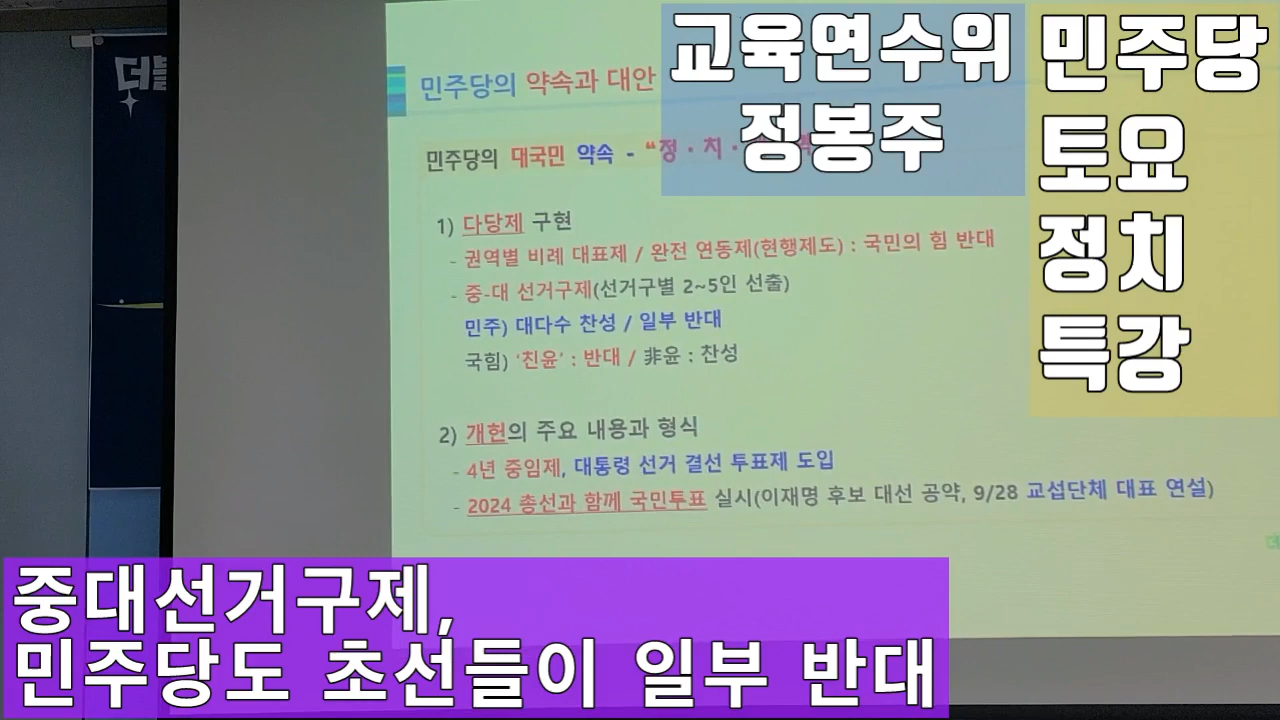 더불
민주당의 약속과 대안
교육연수위
정봉주
민주당
토요
정치
특강
민주당의 대국민 약속 - “정 · 치 ·
1) 다당제 구현
- 권역별 비례 대표제 / 완전 연동제(현행제도) : 국민의 힘 반대
- 중-대 선거구제(선거구별 2~5인 선출)
민주) 대다수 찬성 / 일부 반대
국힘) ‘친윤’ : 반대 / 非윤 : 찬성
2) 개헌의 주요 내용과 형식
- 4년 중임제, 대통령 선거 결선 투표제 도입
- 2024 총선과 함께 국민투표 실시(이재명 후보 대선 공약, 9/28 교섭단체 대표 연설)
중대선거구제,
민주당도 초선들이 일부 반대